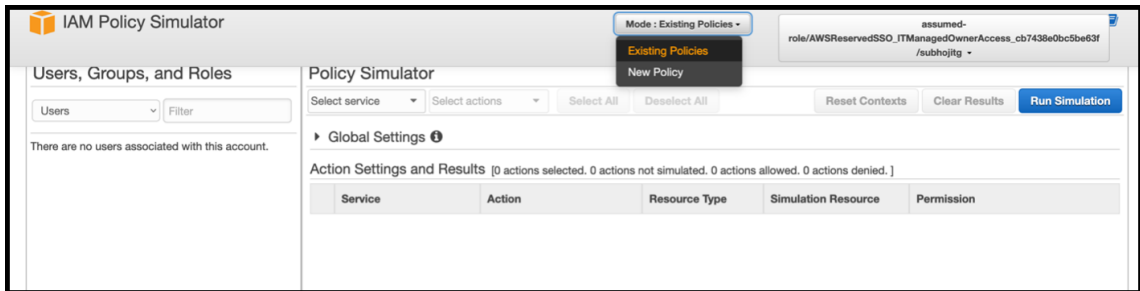 IAM Policy Simulator
Mode : Existing Policies
assumed-
role/AWSReservedSSO_ITManagedOwnerAccess_cb7438e0bc5be63f
/subhojitg
Existing Policies
New Policy
Users, Groups, and Roles
Policy Simulator
Users
Filter
Select service
Select actions
Select All
Deselect All
Reset Contexts
Clear Results
Run Simulation
There are no users associated with this account.
Global Settings
Action Settings and Results [0 actions selected. 0 actions not simulated. 0 actions allowed. 0 actions denied. ]
Service
Action
Resource Type
Simulation Resource
Permission